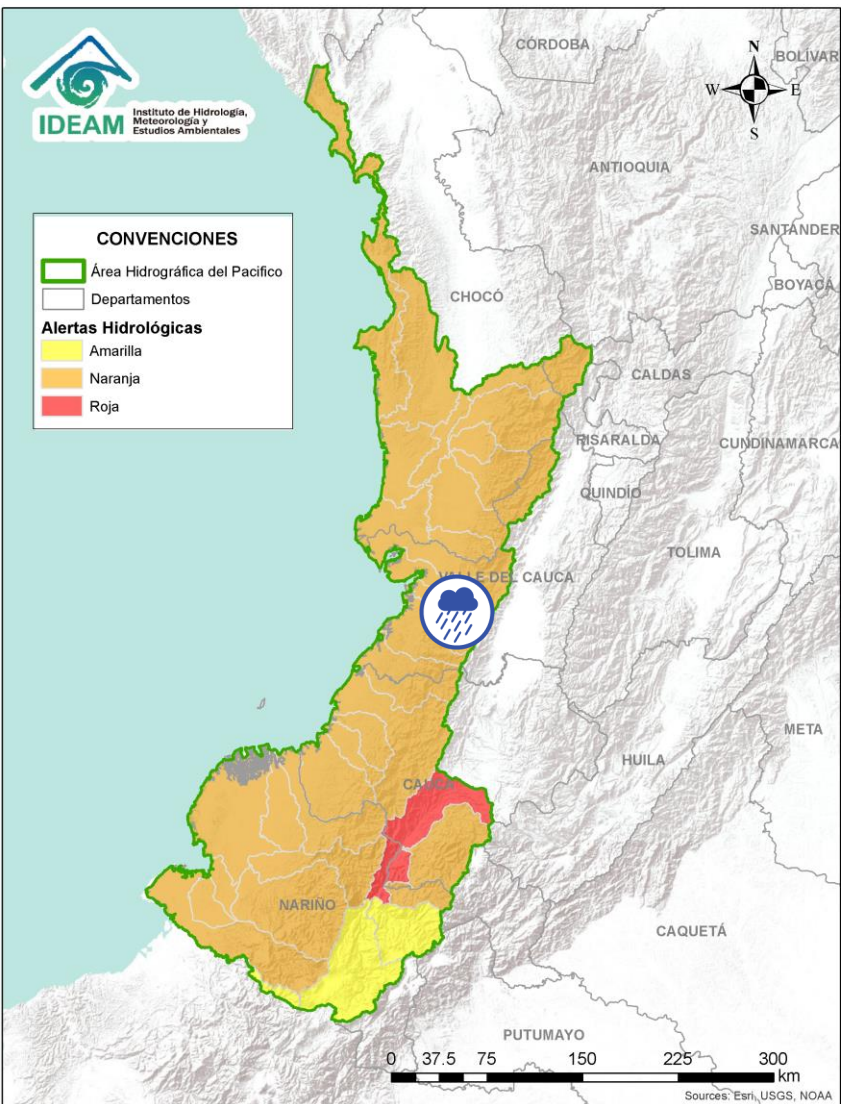 IDEAM
Instituto de Hidrología,
Meteorología y
Estudios Ambientales
CÓRDOBA
N
BOLÍVAR
W
E
S
ANTIOQUIA
CONVENCIONES
Área Hidrográfica del Pacifico
Departamentos
Alertas Hidrológicas
Amarilla
Naranja
Roja
SANTANDER
BOYACÁ
CHOCÓ
CALDAS
RISARALDA
CUNDINAMARCA
QUINDÍO
TOLIMA
VALLE DEL CAUCA
META
HUILA
CAUCA
NARIÑO
CAQUETÁ
PUTUMAYO
0 37.5 75 150 225 300
km
Sources: Esri, USGS, NOAA